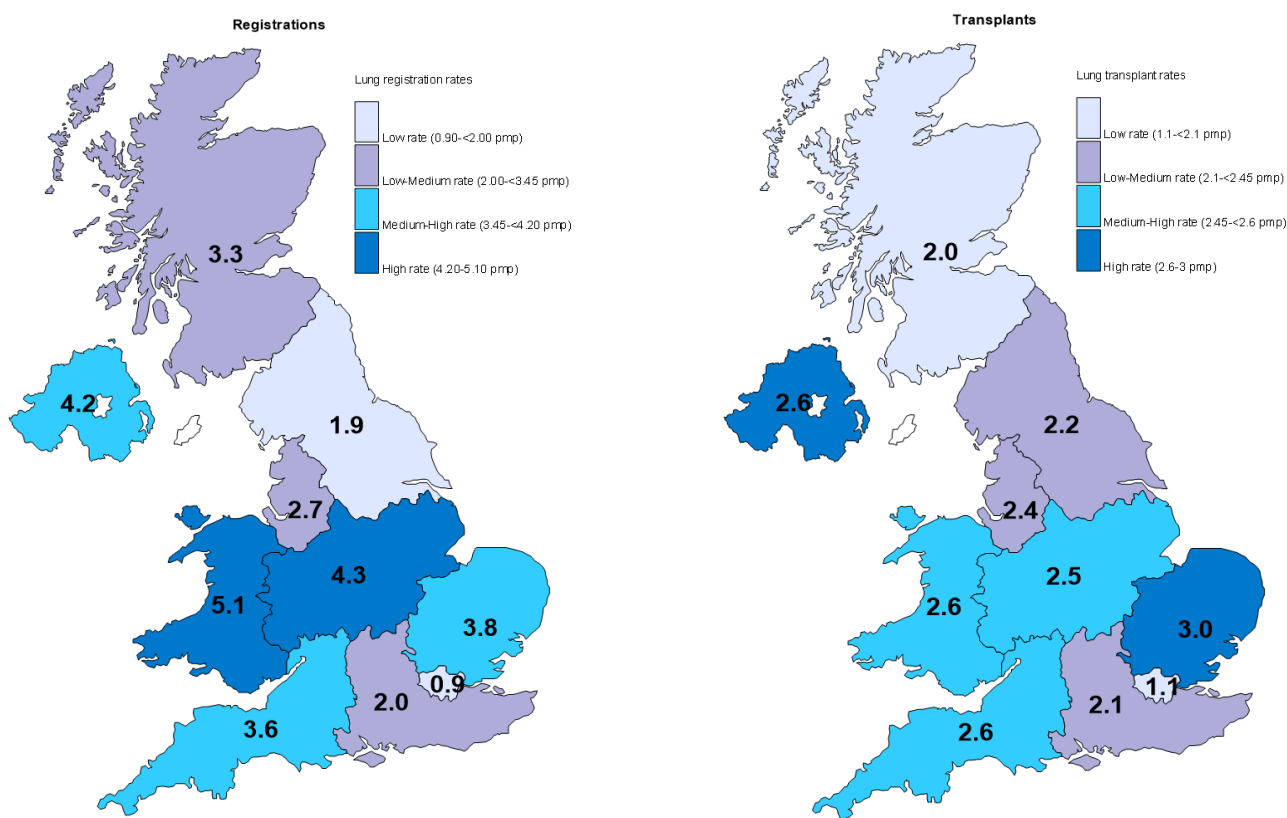 Registrations
Lung registration rates
Low rate (0.90-<2.00 pmp)
Low-Medium rate (2.00-<3.45 pmp)
Medium-High rate (3.45-<4.20 pmp)
High rate (4.20-5.10 pmp)
3.3
4.2
1.9
2.7
4.3
5.1
3.8
0.9
2.0
3.6
Transplants
Lung transplant rates
Low rate (1.1-<2.1 pmp)
Low-Medium rate (2.1-<2.45 pmp)
Medium-High rate (2.45-<2.6 pmp)
High rate (2.6-3 pmp)
2.0
2.6
2.2
2.4
2.5
2.6
3.0
1.1
2.1
2.6